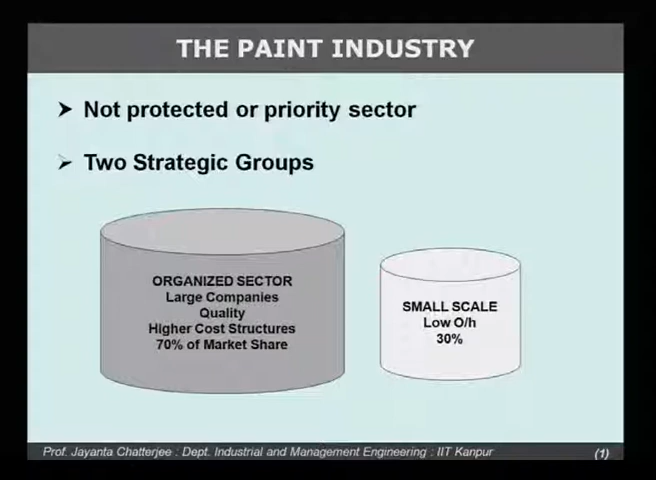 THE PAINT INDUSTRY
➤ Not protected or priority sector
➤ Two Strategic Groups
ORGANIZED SECTOR
Large Companies
Quality
Higher Cost Structures
70% of Market Share
SMALL SCALE
Low O/h
30%
Prof. Jayanta Chatterjee : Dept. Industrial and Management Engineering : IIT Kanpur
(1)